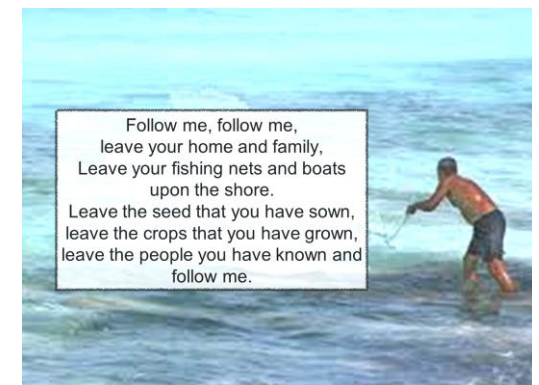 Follow me, follow me,
leave your home and family,
Leave your fishing nets and boats
upon the shore.
Leave the seed that you have sown,
leave the crops that you have grown,
leave the people you have known and
follow me.